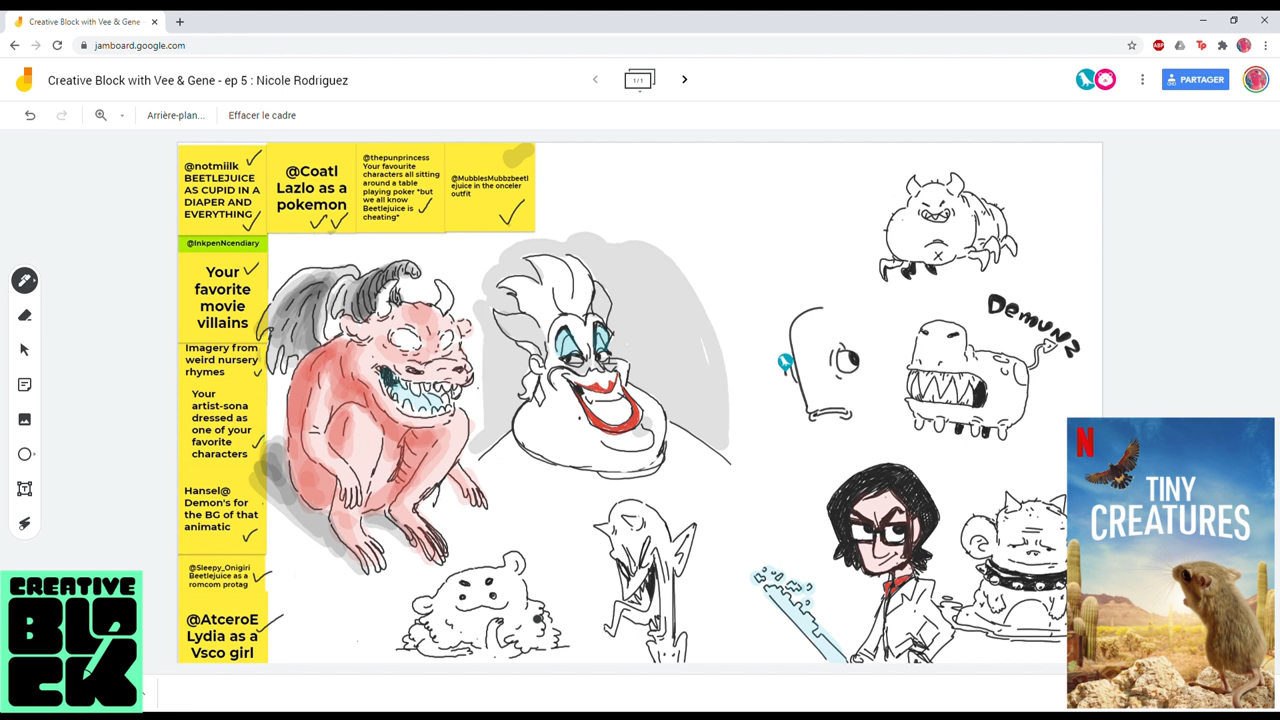 Creative Block with Vee & Gene -
jamboard.google.com
ABP
Tp
Creative Block with Vee & Gene - ep 5 : Nicole Rodriguez
1/1
PARTAGER
Arrière-plan...
Effacer le cadre
@notmiilk
BEETLEJUICE
AS CUPID IN A
DIAPER AND
EVERYTHING
@Coatl
Lazlo as a
pokemon
@thepunprincess
Your favourite
characters all sitting
around a table
playing poker *but
we all know
Beetlejuice is
cheating*
@MubblesMubbzbeetl
ejuice in the onceler
outfit
@InkpenNcendiary
Your
favorite
movie
villains
Imagery from
weird nursery
rhymes
Your
artist-sona
dressed as
one of your
favorite
characters
Hansel@
Demon's for
the BG of that
animatic
@Sleepy_Onigiri
Beetlejuice as a
romcom protag
@AtceroE
Lydia as a
Vsco girl
DemunZ
CREATIVE
BLOCK
N
TINY
CREATURES